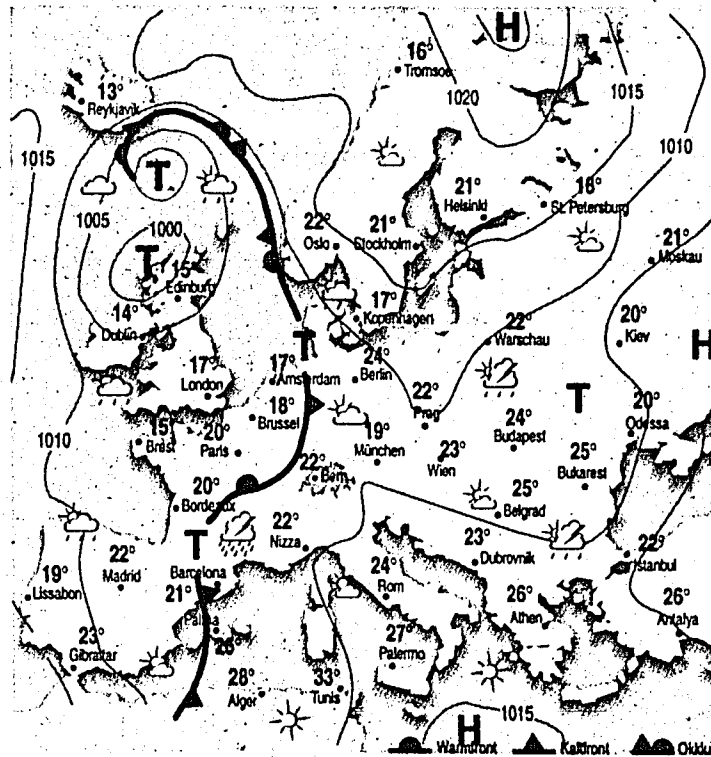 H
16°
Tromsoe
13°
Reykjavik
1020
1015
1010
1015
T
1005
1000
21°
Helsinki
18°
St. Petersburg
22°
Oslo
21°
Stockholm
21°
Moskau
T
15°
Edinburg
14°
Dublin
17°
Kopenhagen
22°
Warschau
20°
Kiev
H
T
17°
London
17°
Amsterdam
24°
Berlin
T
18°
Brussel
22°
Prag
20°
Odessa
15°
Brest
20°
Paris
19°
München
23°
Wien
24°
Budapest
1010
22°
Bern
25°
Bukarest
20°
Bordeaux
25°
Belgrad
T
22°
Nizza
23°
Dubrovnik
22°
Istanbul
19°
Lissabon
22°
Madrid
Barcelona
21°
24°
Rom
26°
Athen
26°
Antalya
Palma
26°
23°
Gibraltar
27°
Palermo
28°
Alger
33°
Tunis
H
1015
Warmfront
Kaltfront